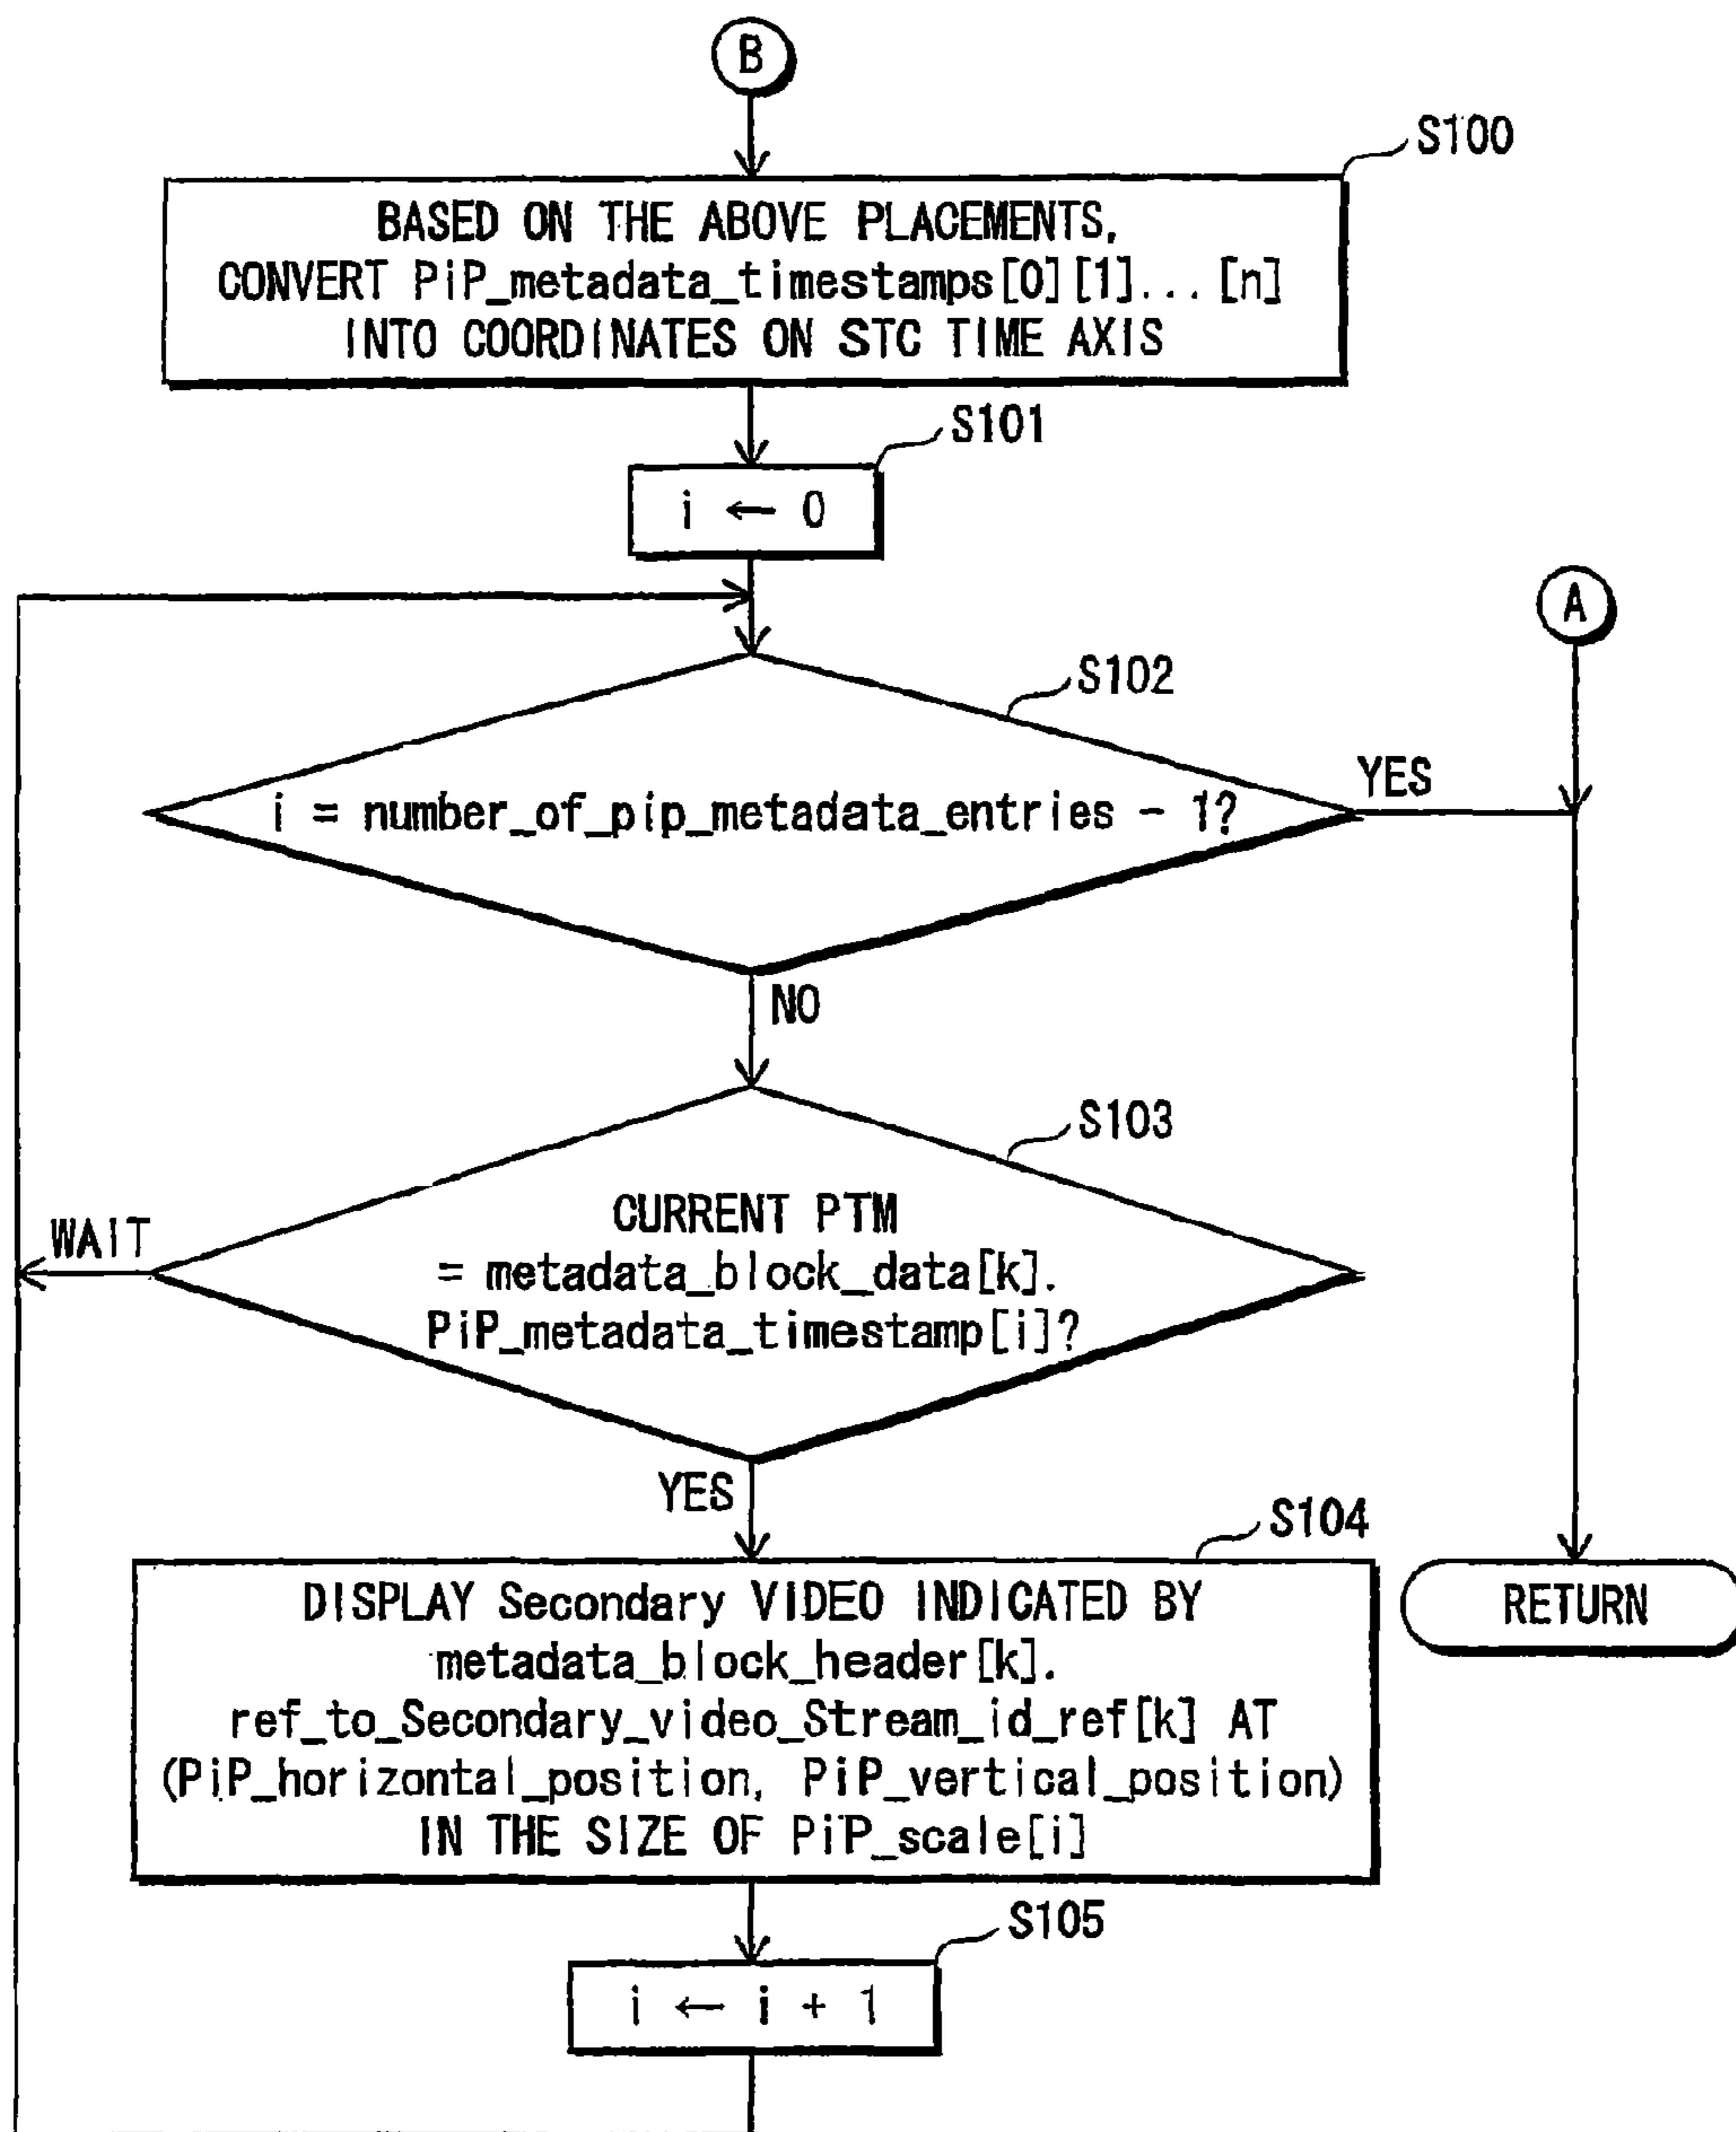 B
S100
BASED ON THE ABOVE PLACEMENTS,
CONVERT PiP_metadata_timestamps[0][1]...[n]
INTO COORDINATES ON STC TIME AXIS
S101
i ← 0
A
S102
YES
i = number_of_pip_metadata_entries - 1?
NO
S103
WAIT
CURRENT PTM
= metadata_block_data[k].
PiP_metadata_timestamp[i]?
YES
S104
DISPLAY Secondary VIDEO INDICATED BY
metadata_block_header[k].
ref_to_Secondary_video_Stream_id_ref[k] AT
(PiP_horizontal_position, PiP_vertical_position)
IN THE SIZE OF PiP_scale[i]
RETURN
S105
i ← i + 1